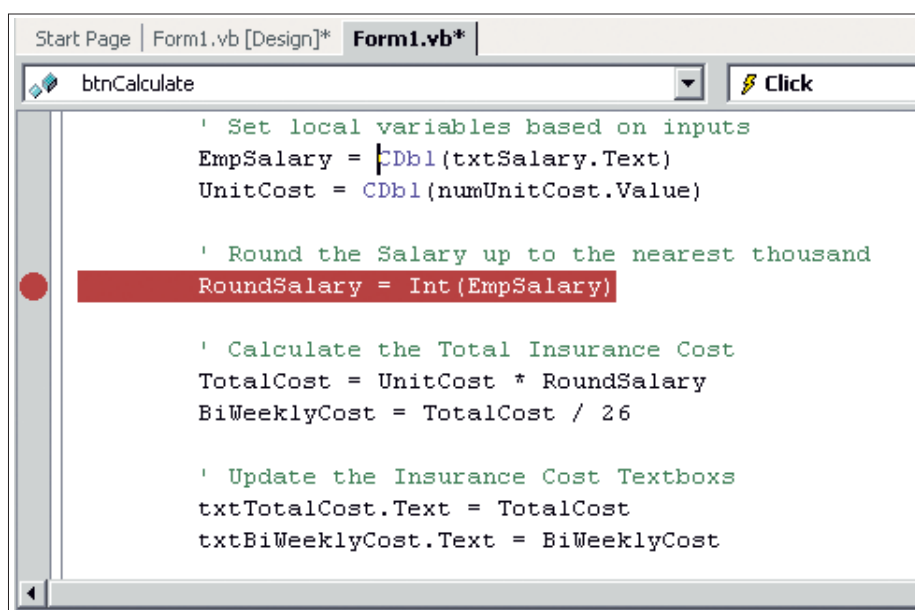 Start Page | Form1.vb [Design]* Form1.vb*
btnCalculate Click
' Set local variables based on inputs
EmpSalary = CDbl(txtSalary.Text)
UnitCost = CDbl(numUnitCost.Value)
' Round the Salary up to the nearest thousand
RoundSalary = Int(EmpSalary)
' Calculate the Total Insurance Cost
TotalCost = UnitCost * RoundSalary
BiWeeklyCost = TotalCost / 26
' Update the Insurance Cost Textboxs
txtTotalCost.Text = TotalCost
txtBiWeeklyCost.Text = BiWeeklyCost